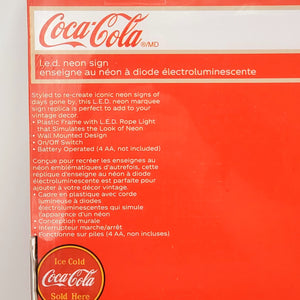 Coca-Cola ®/MD
l.e.d. neon sign
enseigne au néon à diode électroluminescente
Styled to re-create iconic neon signs of
days gone by, this L.E.D. neon marquee
sign replica is perfect to add to your
vintage decor.
• Plastic Frame with L.E.D. Rope Light
that Simulates the Look of Neon
• Wall Mounted Design
• On/Off Switch
• Battery Operated (4 AA, not included)
Conçue pour recréer les enseignes au
néon emblématiques d'autrefois, cette
réplique d'enseigne au néon à diode
électroluminescente est parfaite pour
ajouter à votre décor vintage.
• Cadre en plastique avec corde
lumineuse à diodes
électroluminescentes qui simule
l'apparence d'un néon
• Conception murale
• Interrupteur marche/arrêt
• Fonctionne sur piles (4 AA, non incluses)
Ice Cold
Coca-Cola
Sold Here